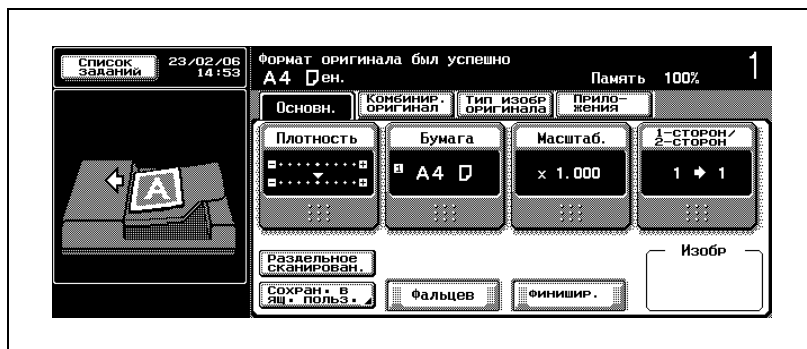 Список
заданий
23/02/06
14:53
Формат оригинала был успешно
A4 ен.
Память 100%
1
Основн.
Комбинир.
оригинал
Тип изобр
оригинала
Прило-
жения
Плотность
Бумага
1 A4
Масштаб.
× 1.000
1-сторон/
2-сторон
1 → 1
A
Раздельное
сканирован.
Сохран. в
ящ. польз.
Фальцев
Финишир.
Изобр